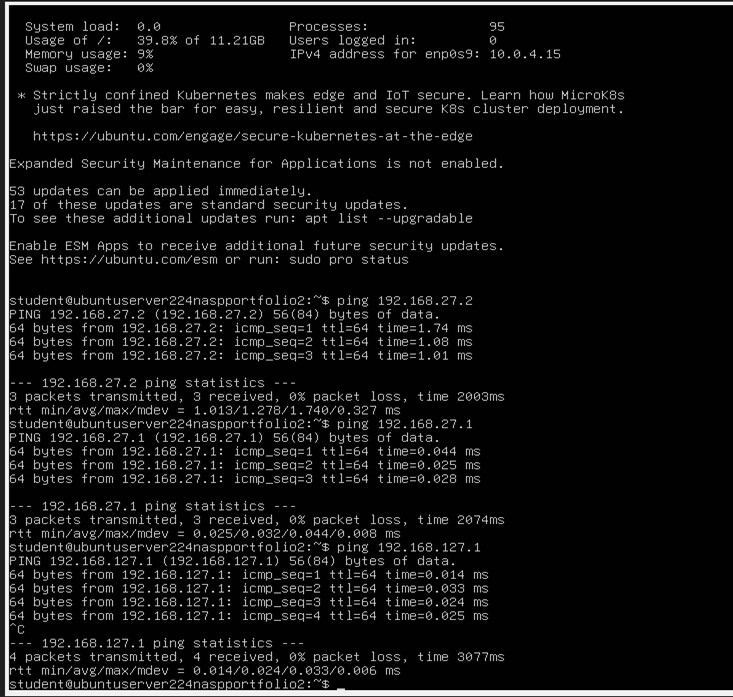 System load:  0.0               Processes:               95
Usage of /:   39.8% of 11.21GB   Users logged in:         0
Memory usage: 9%                IPv4 address for enp0s9: 10.0.4.15
Swap usage:   0%
* Strictly confined Kubernetes makes edge and IoT secure. Learn how MicroK8s
just raised the bar for easy, resilient and secure K8s cluster deployment.
https://ubuntu.com/engage/secure-kubernetes-at-the-edge
Expanded Security Maintenance for Applications is not enabled.
53 updates can be applied immediately.
17 of these updates are standard security updates.
To see these additional updates run: apt list --upgradable
Enable ESM Apps to receive additional future security updates.
See https://ubuntu.com/esm or run: sudo pro status
student@ubuntuserver224naspportfolio2:~$ ping 192.168.27.2
PING 192.168.27.2 (192.168.27.2) 56(84) bytes of data.
64 bytes from 192.168.27.2: icmp_seq=1 ttl=64 time=1.74 ms
64 bytes from 192.168.27.2: icmp_seq=2 ttl=64 time=1.08 ms
64 bytes from 192.168.27.2: icmp_seq=3 ttl=64 time=1.01 ms
--- 192.168.27.2 ping statistics ---
3 packets transmitted, 3 received, 0% packet loss, time 2003ms
rtt min/avg/max/mdev = 1.013/1.278/1.740/0.327 ms
student@ubuntuserver224naspportfolio2:~$ ping 192.168.27.1
PING 192.168.27.1 (192.168.27.1) 56(84) bytes of data.
64 bytes from 192.168.27.1: icmp_seq=1 ttl=64 time=0.044 ms
64 bytes from 192.168.27.1: icmp_seq=2 ttl=64 time=0.025 ms
64 bytes from 192.168.27.1: icmp_seq=3 ttl=64 time=0.028 ms
--- 192.168.27.1 ping statistics ---
3 packets transmitted, 3 received, 0% packet loss, time 2074ms
rtt min/avg/max/mdev = 0.025/0.032/0.044/0.008 ms
student@ubuntuserver224naspportfolio2:~$ ping 192.168.127.1
PING 192.168.127.1 (192.168.127.1) 56(84) bytes of data.
64 bytes from 192.168.127.1: icmp_seq=1 ttl=64 time=0.014 ms
64 bytes from 192.168.127.1: icmp_seq=2 ttl=64 time=0.033 ms
64 bytes from 192.168.127.1: icmp_seq=3 ttl=64 time=0.024 ms
64 bytes from 192.168.127.1: icmp_seq=4 ttl=64 time=0.025 ms
^C
--- 192.168.127.1 ping statistics ---
4 packets transmitted, 4 received, 0% packet loss, time 3077ms
rtt min/avg/max/mdev = 0.014/0.024/0.033/0.006 ms
student@ubuntuserver224naspportfolio2:~$ _